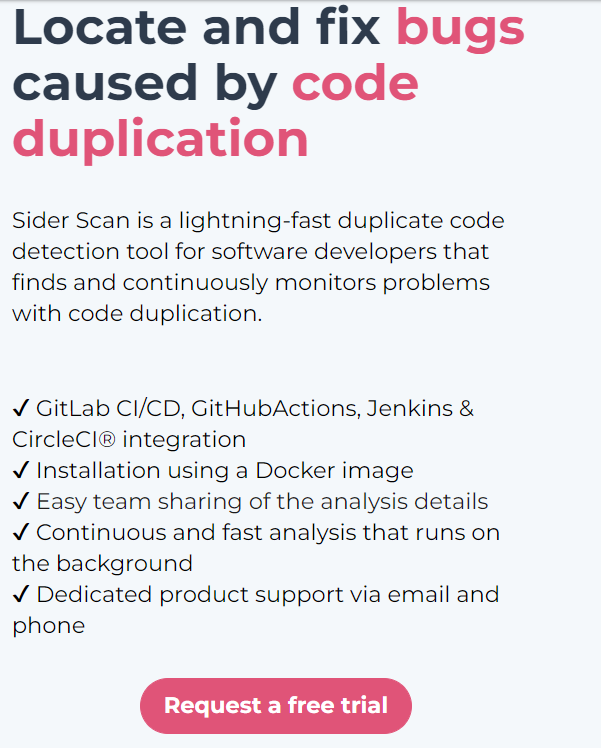 Locate and fix bugs
caused by code
duplication
Sider Scan is a lightning-fast duplicate code
detection tool for software developers that
finds and continuously monitors problems
with code duplication.
✓ GitLab CI/CD, GitHubActions, Jenkins &
CircleCI® integration
✓ Installation using a Docker image
✓ Easy team sharing of the analysis details
✓ Continuous and fast analysis that runs on
the background
✓ Dedicated product support via email and
phone
Request a free trial